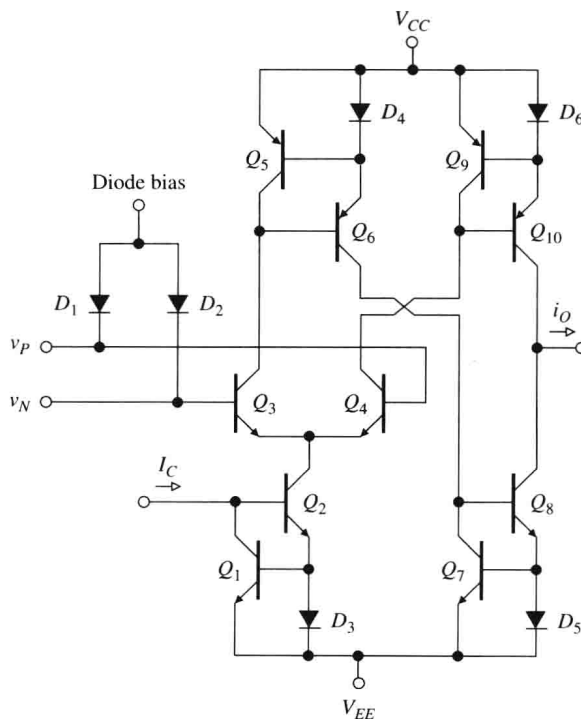 V_CC
D_4
D_6
Q_5
Q_9
Diode bias
Q_6
Q_10
D_1
D_2
i_O
v_P
v_N
Q_3
Q_4
I_C
Q_2
Q_8
Q_1
Q_7
D_3
D_5
V_EE